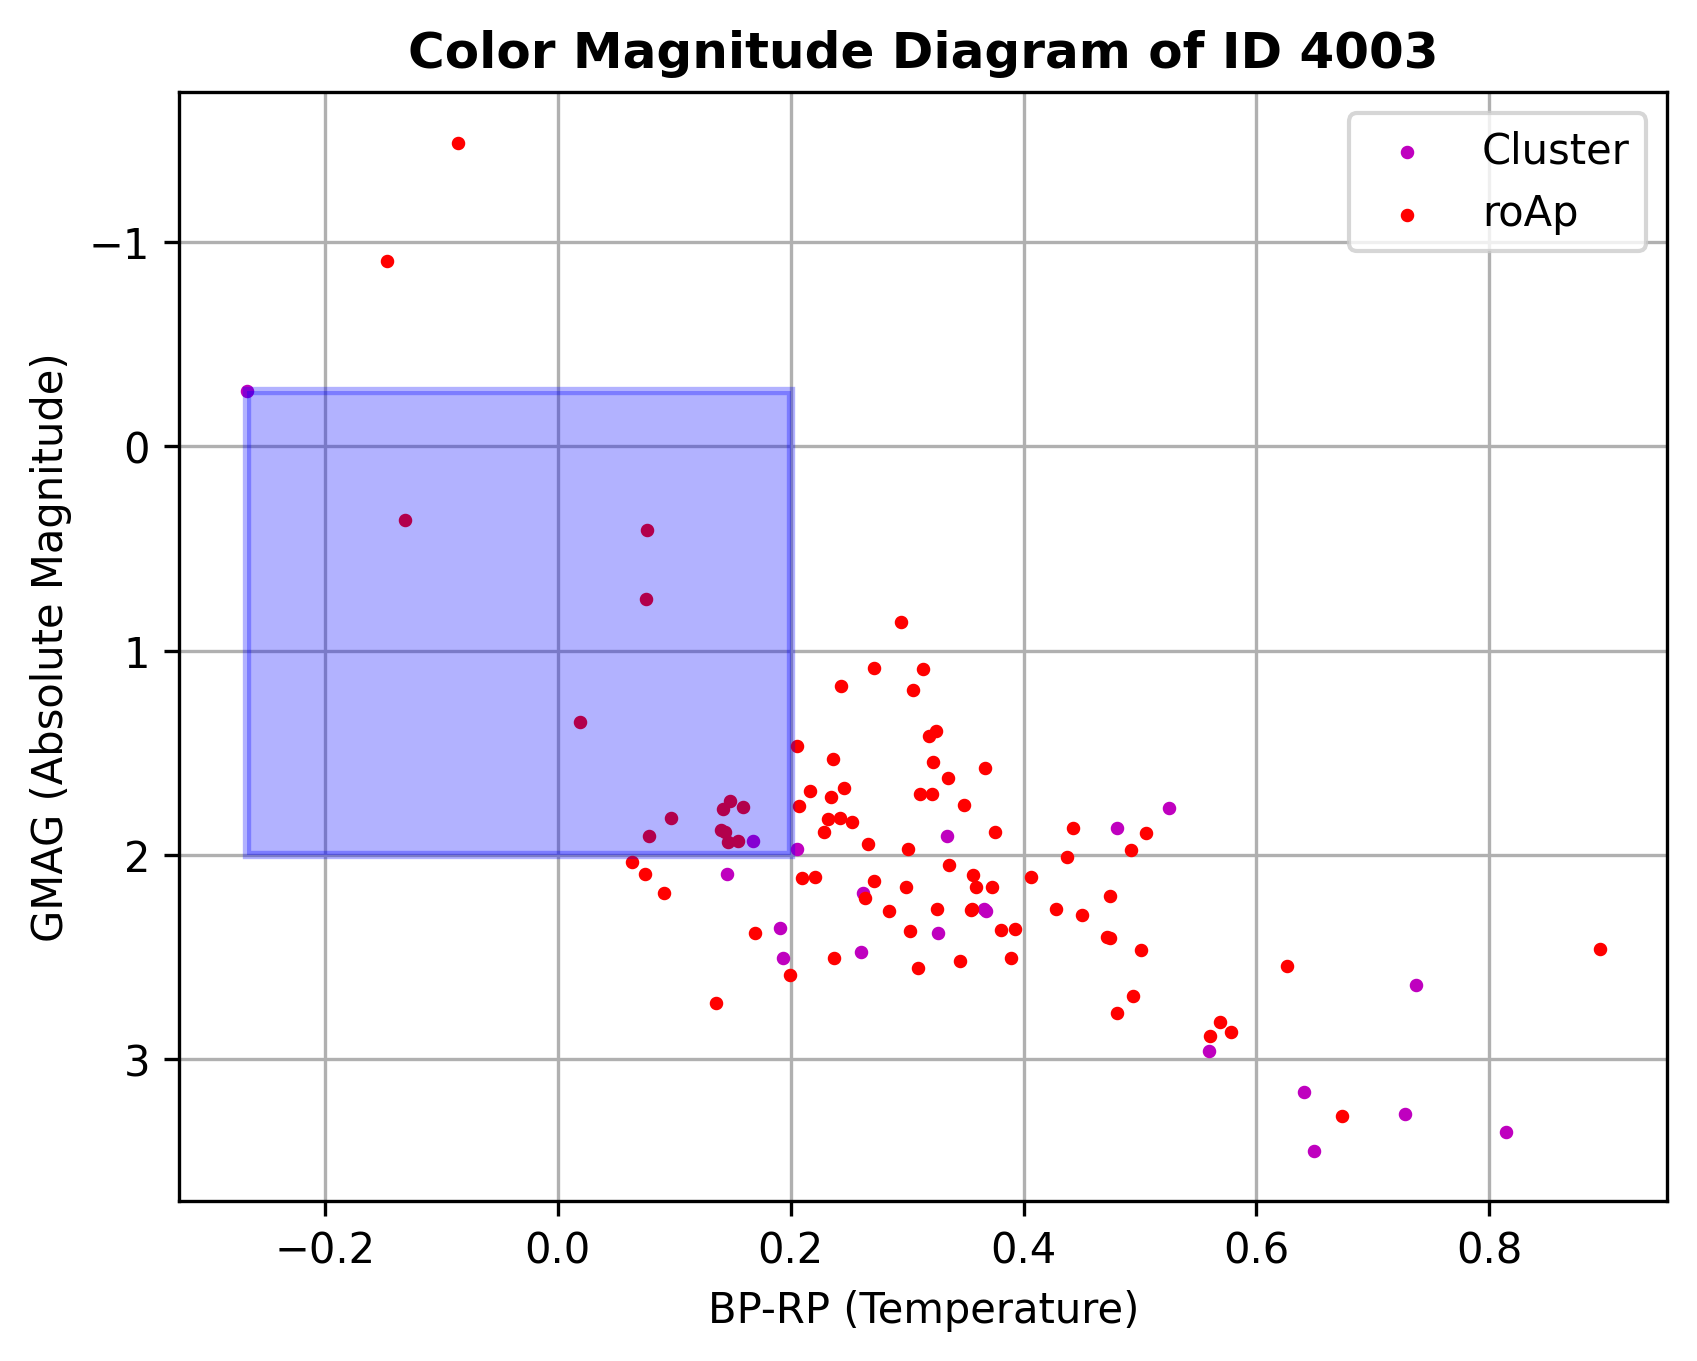 Color Magnitude Diagram of ID 4003
Cluster
roAp
−1
0
1
2
3
GMAG (Absolute Magnitude)
−0.2
0.0
0.2
0.4
0.6
0.8
BP-RP (Temperature)